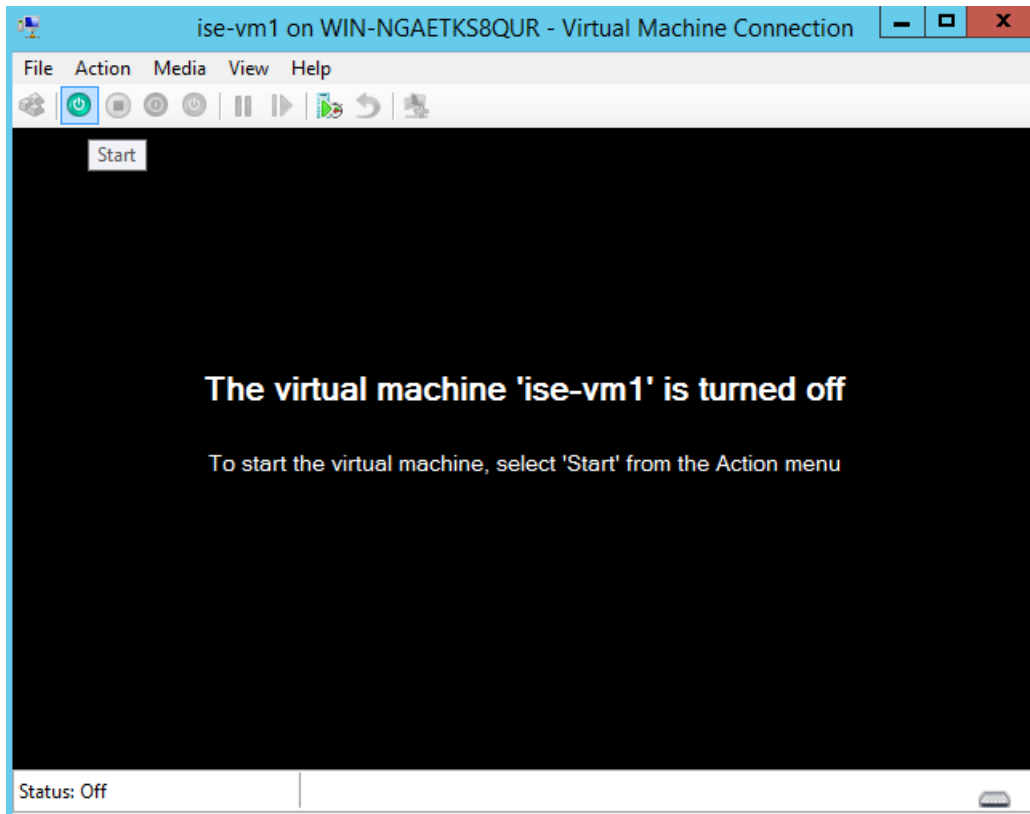 ise-vm1 on WIN-NGAETKS8QUR - Virtual Machine Connection
File Action Media View Help
Start
The virtual machine 'ise-vm1' is turned off
To start the virtual machine, select 'Start' from the Action menu
Status: Off